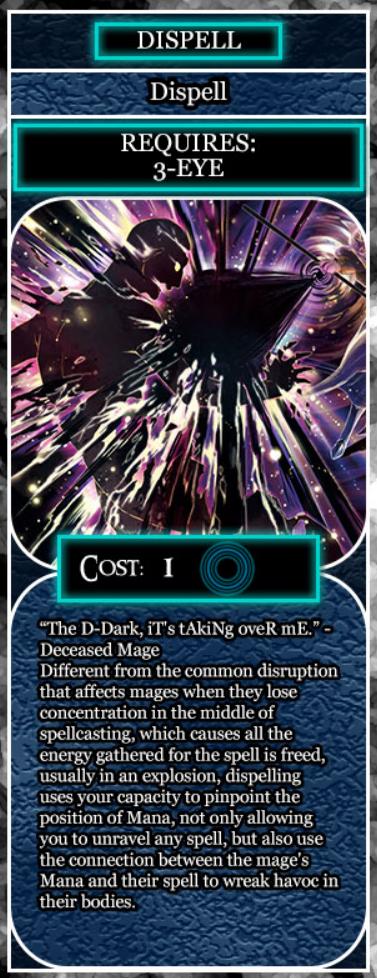 DISPELL
Dispell
REQUIRES:
3-EYE
COST: 1
“The D-Dark, iT's tAkiNg oveR mE.” -
Deceased Mage
Different from the common disruption
that affects mages when they lose
concentration in the middle of
spellcasting, which causes all the
energy gathered for the spell is freed,
usually in an explosion, dispelling
uses your capacity to pinpoint the
position of Mana, not only allowing
you to unravel any spell, but also use
the connection between the mage's
Mana and their spell to wreak havoc in
their bodies.